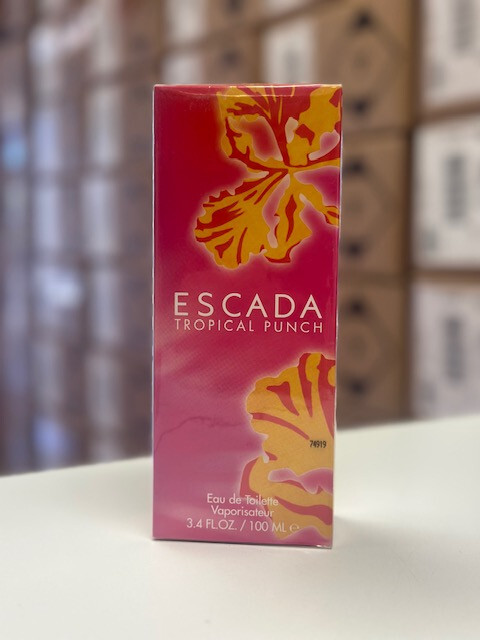 ESCADA
TROPICAL PUNCH
74919
Eau de Toilette
Vaporisateur
3.4 FL.OZ. / 100 ML ℮